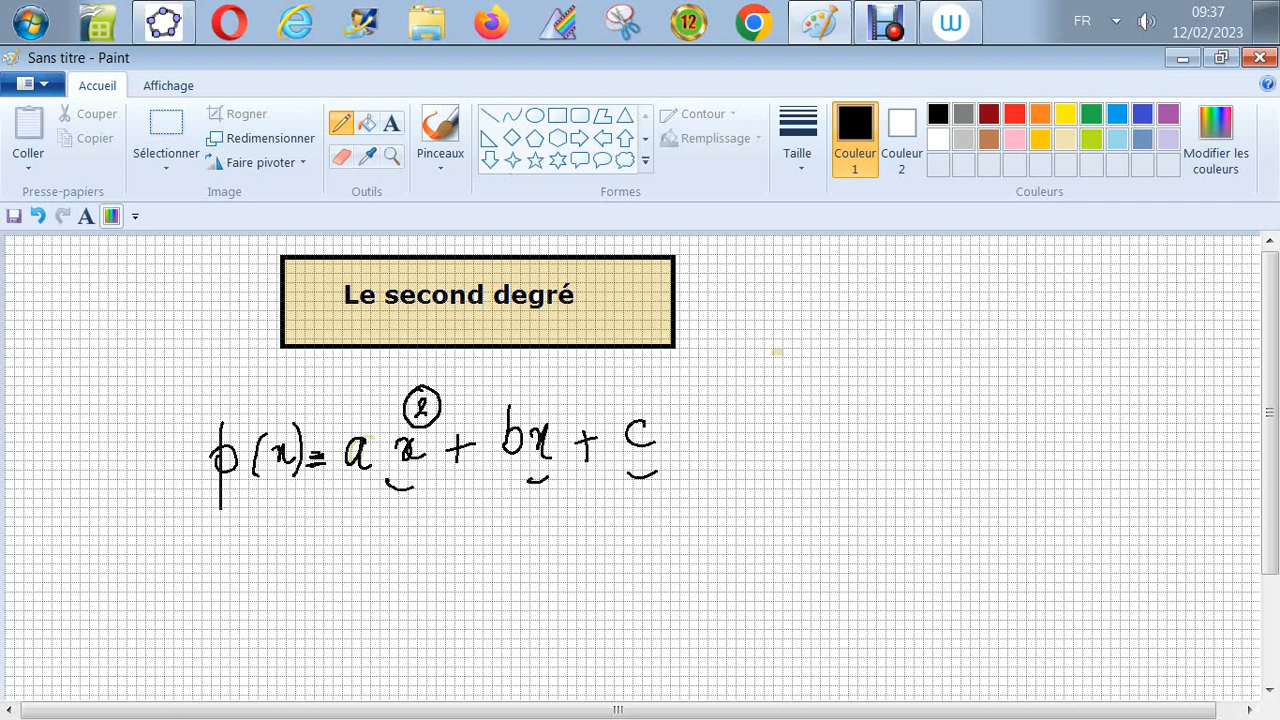 12
FR
09:37
12/02/2023
Sans titre - Paint
Accueil
Affichage
Coller
Couper
Copier
Presse-papiers
Sélectionner
Rogner
Redimensionner
Faire pivoter
Image
A
Outils
Pinceaux
Contour
Remplissage
Formes
Taille
Couleur 1
Couleur 2
Modifier les couleurs
Couleurs
A
Le second degré
p(x) = a x² + bx + c